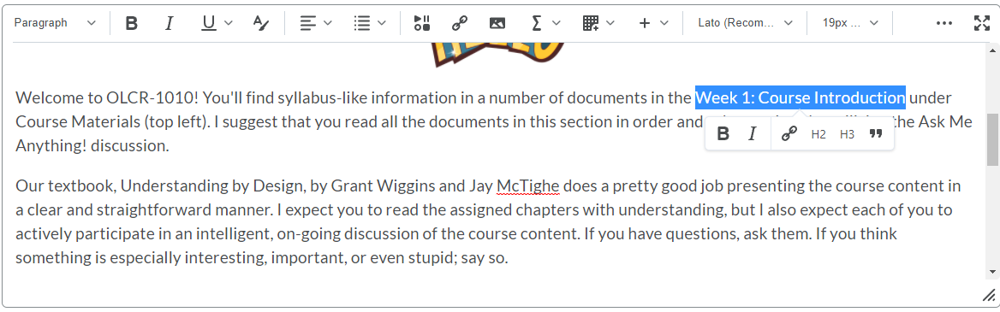 Paragraph B I U A Σ + Lato (Recom... 19px ...
Welcome to OLCR-1010! You'll find syllabus-like information in a number of documents in the Week 1: Course Introduction under
Course Materials (top left). I suggest that you read all the documents in this section in order and the Ask Me
Anything! discussion.
B I H2 H3 "
Our textbook, Understanding by Design, by Grant Wiggins and Jay McTighe does a pretty good job presenting the course content in
a clear and straightforward manner. I expect you to read the assigned chapters with understanding, but I also expect each of you to
actively participate in an intelligent, on-going discussion of the course content. If you have questions, ask them. If you think
something is especially interesting, important, or even stupid; say so.